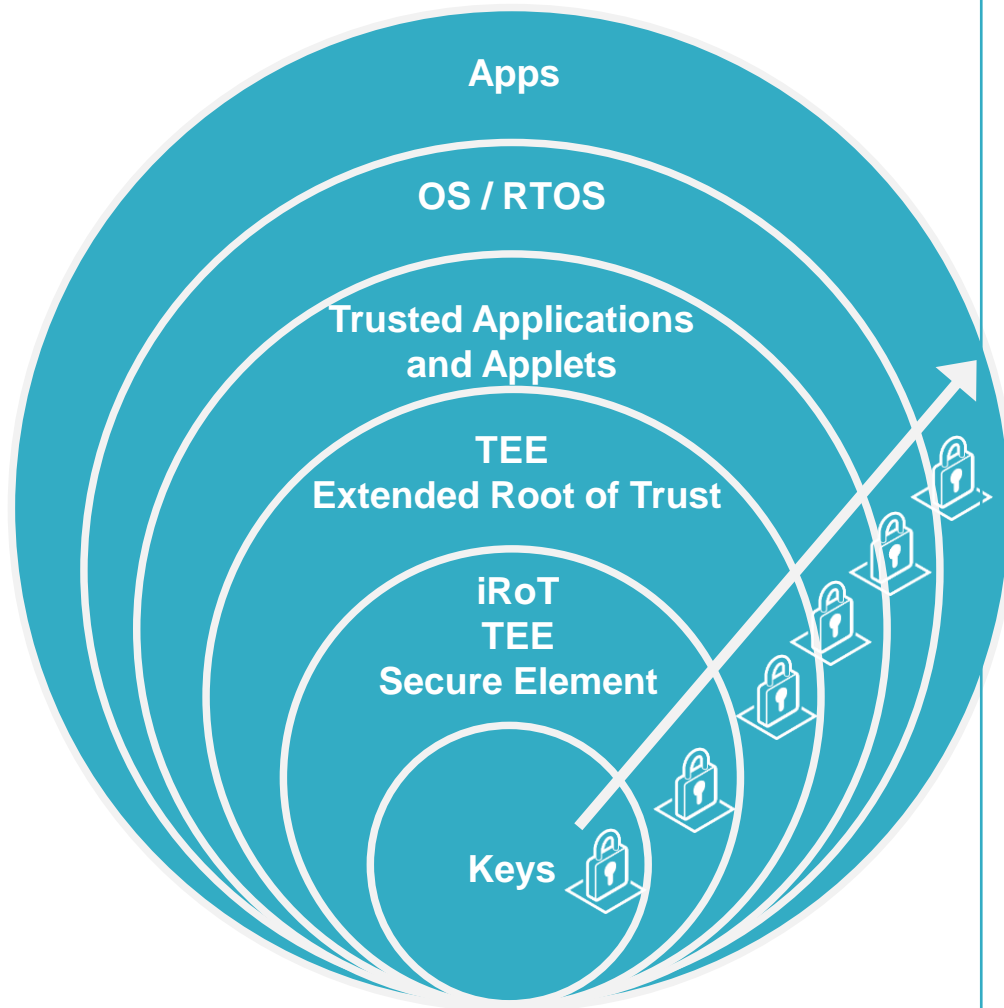 Apps
OS / RTOS
Trusted Applications
and Applets
TEE
Extended Root of Trust
iRoT
TEE
Secure Element
Keys